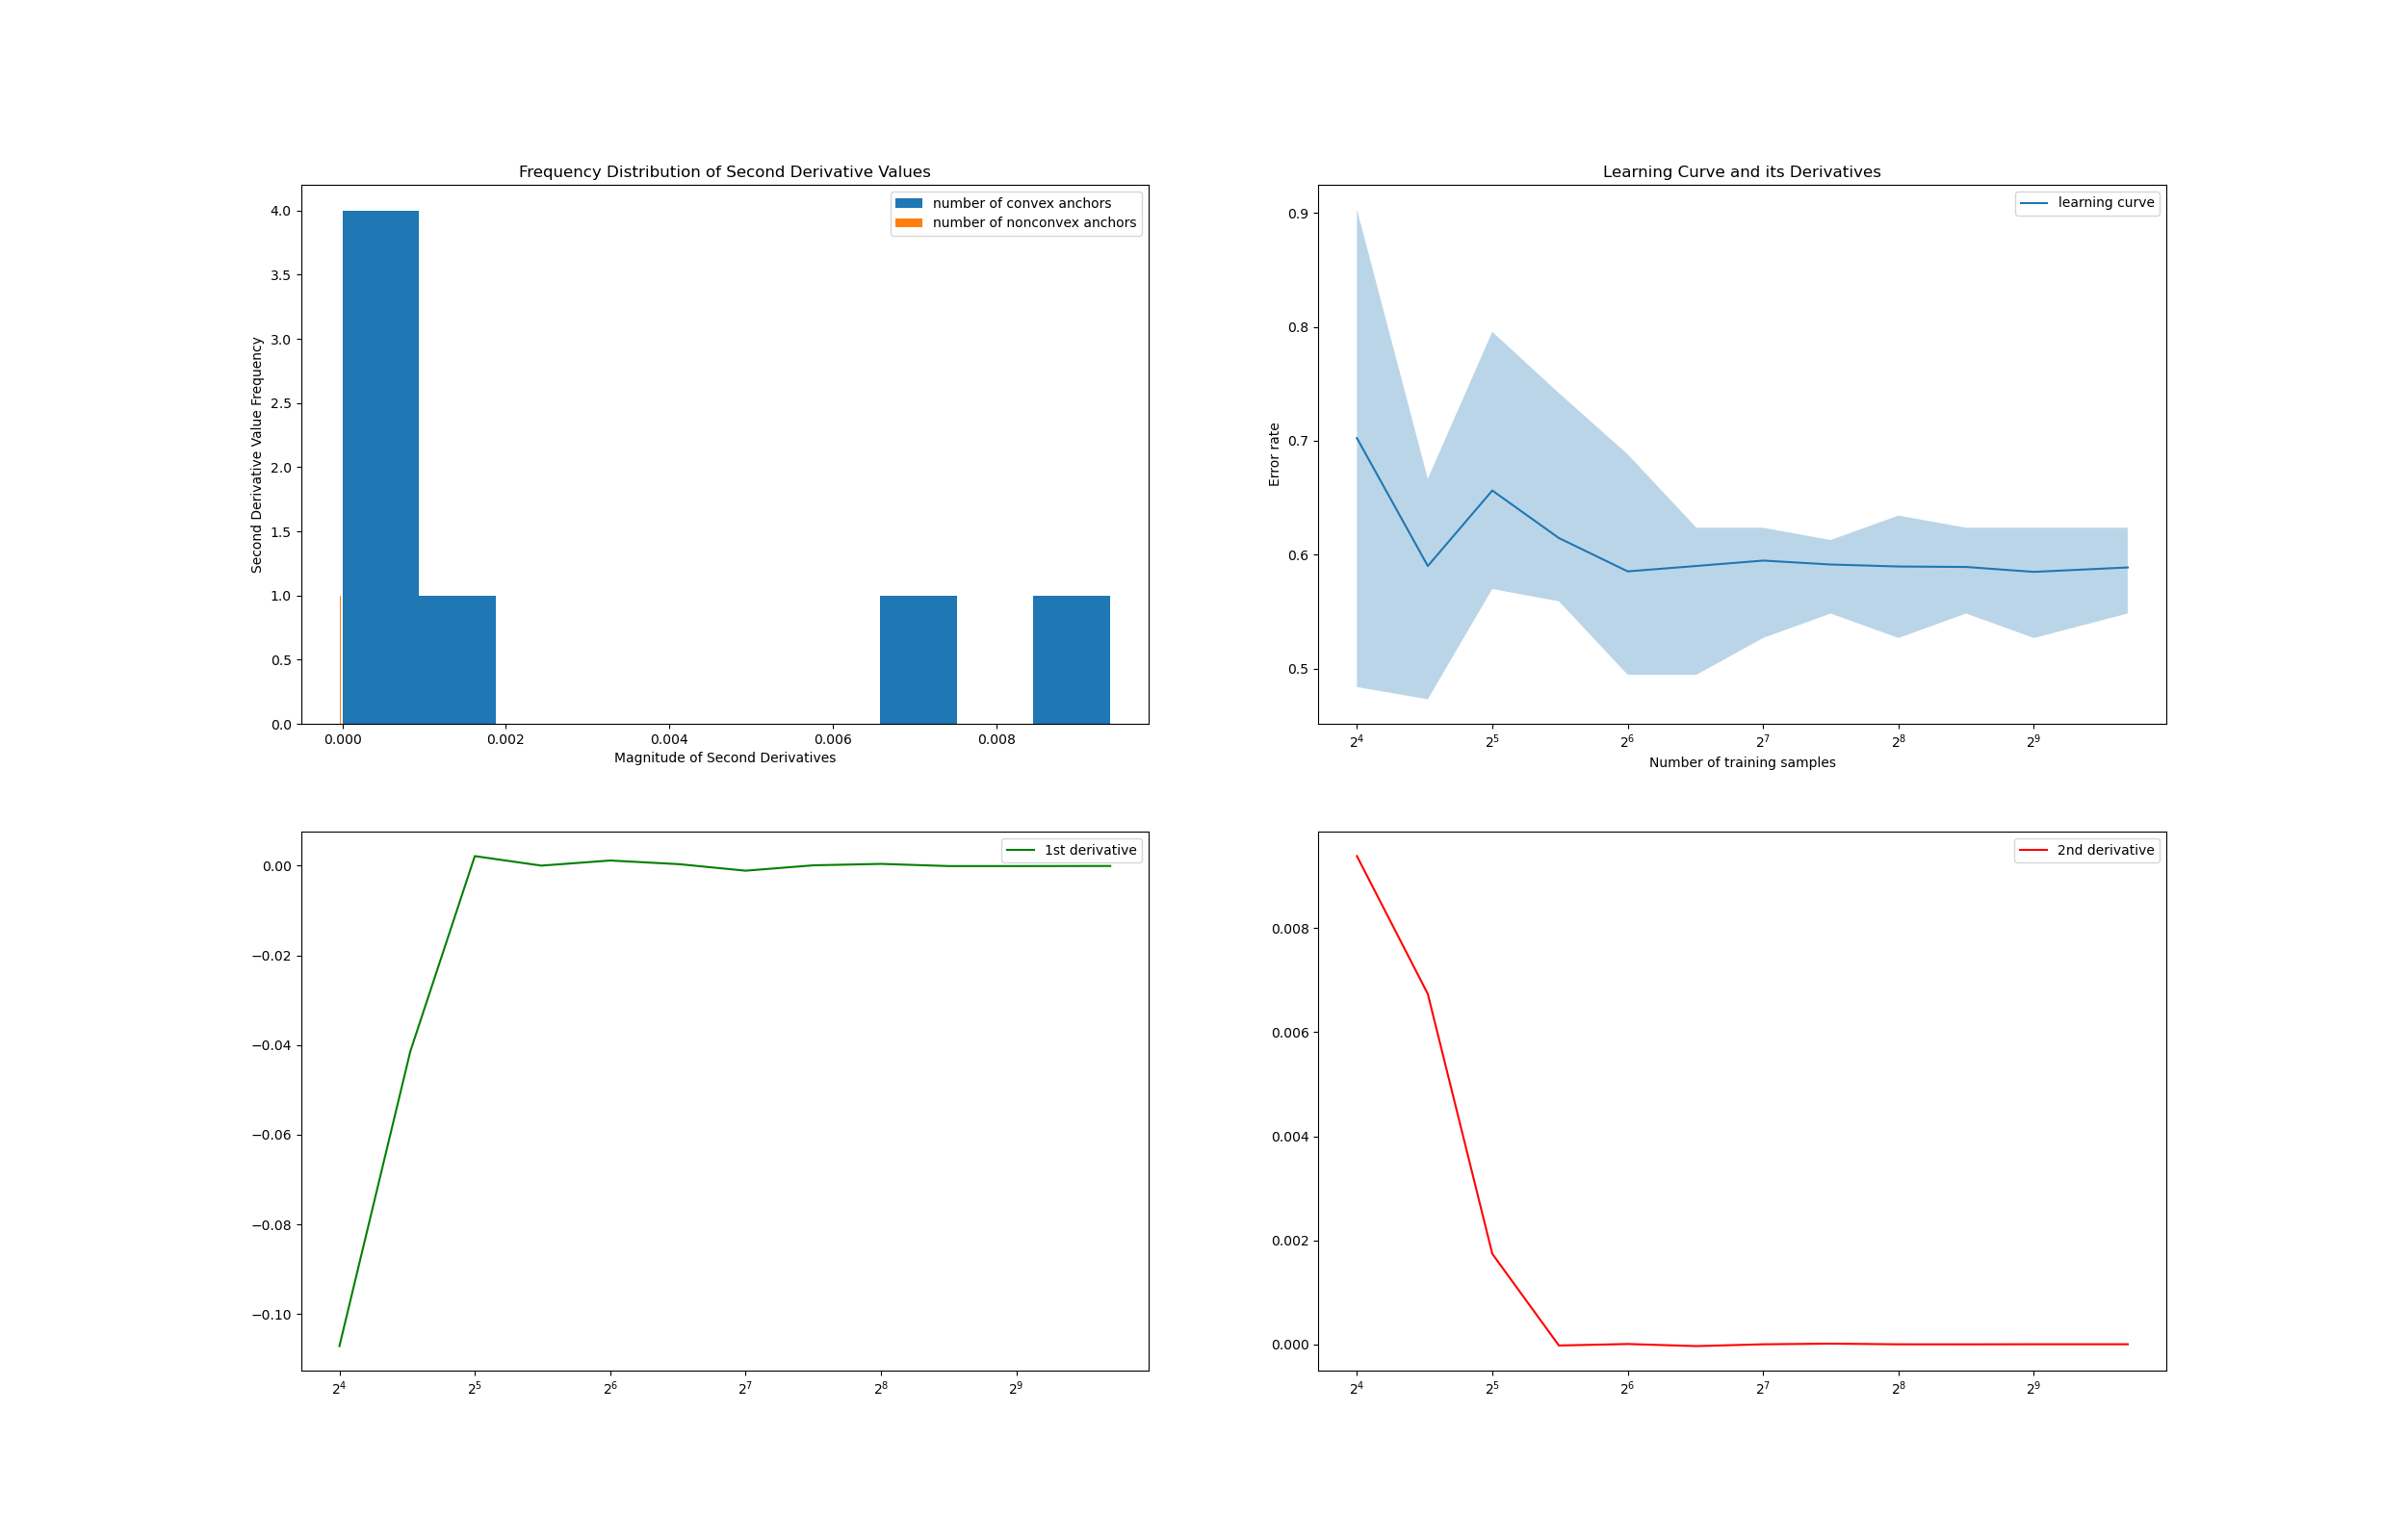 Frequency Distribution of Second Derivative Values
number of convex anchors
number of nonconvex anchors
Second Derivative Value Frequency
4.0
3.5
3.0
2.5
2.0
1.5
1.0
0.5
0.0
0.000 0.002 0.004 0.006 0.008
Magnitude of Second Derivatives
Learning Curve and its Derivatives
learning curve
Error rate
0.9
0.8
0.7
0.6
0.5
2⁴ 2⁵ 2⁶ 2⁷ 2⁸ 2⁹
Number of training samples
1st derivative
0.00
−0.02
−0.04
−0.06
−0.08
−0.10
2⁴ 2⁵ 2⁶ 2⁷ 2⁸ 2⁹
2nd derivative
0.008
0.006
0.004
0.002
0.000
2⁴ 2⁵ 2⁶ 2⁷ 2⁸ 2⁹